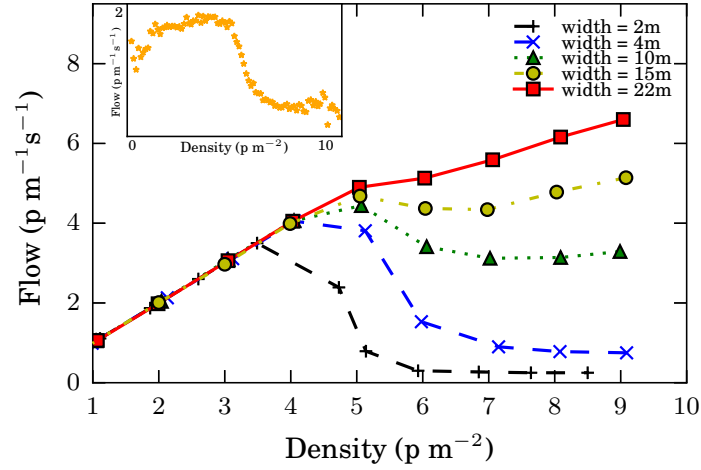 Flow (p m⁻¹s⁻¹)
8
6
4
2
0
1 2 3 4 5 6 7 8 9 10
Density (p m⁻²)
width = 2m
width = 4m
width = 10m
width = 15m
width = 22m
2
Flow (p m⁻¹s⁻¹)
0 10
Density (p m⁻²)